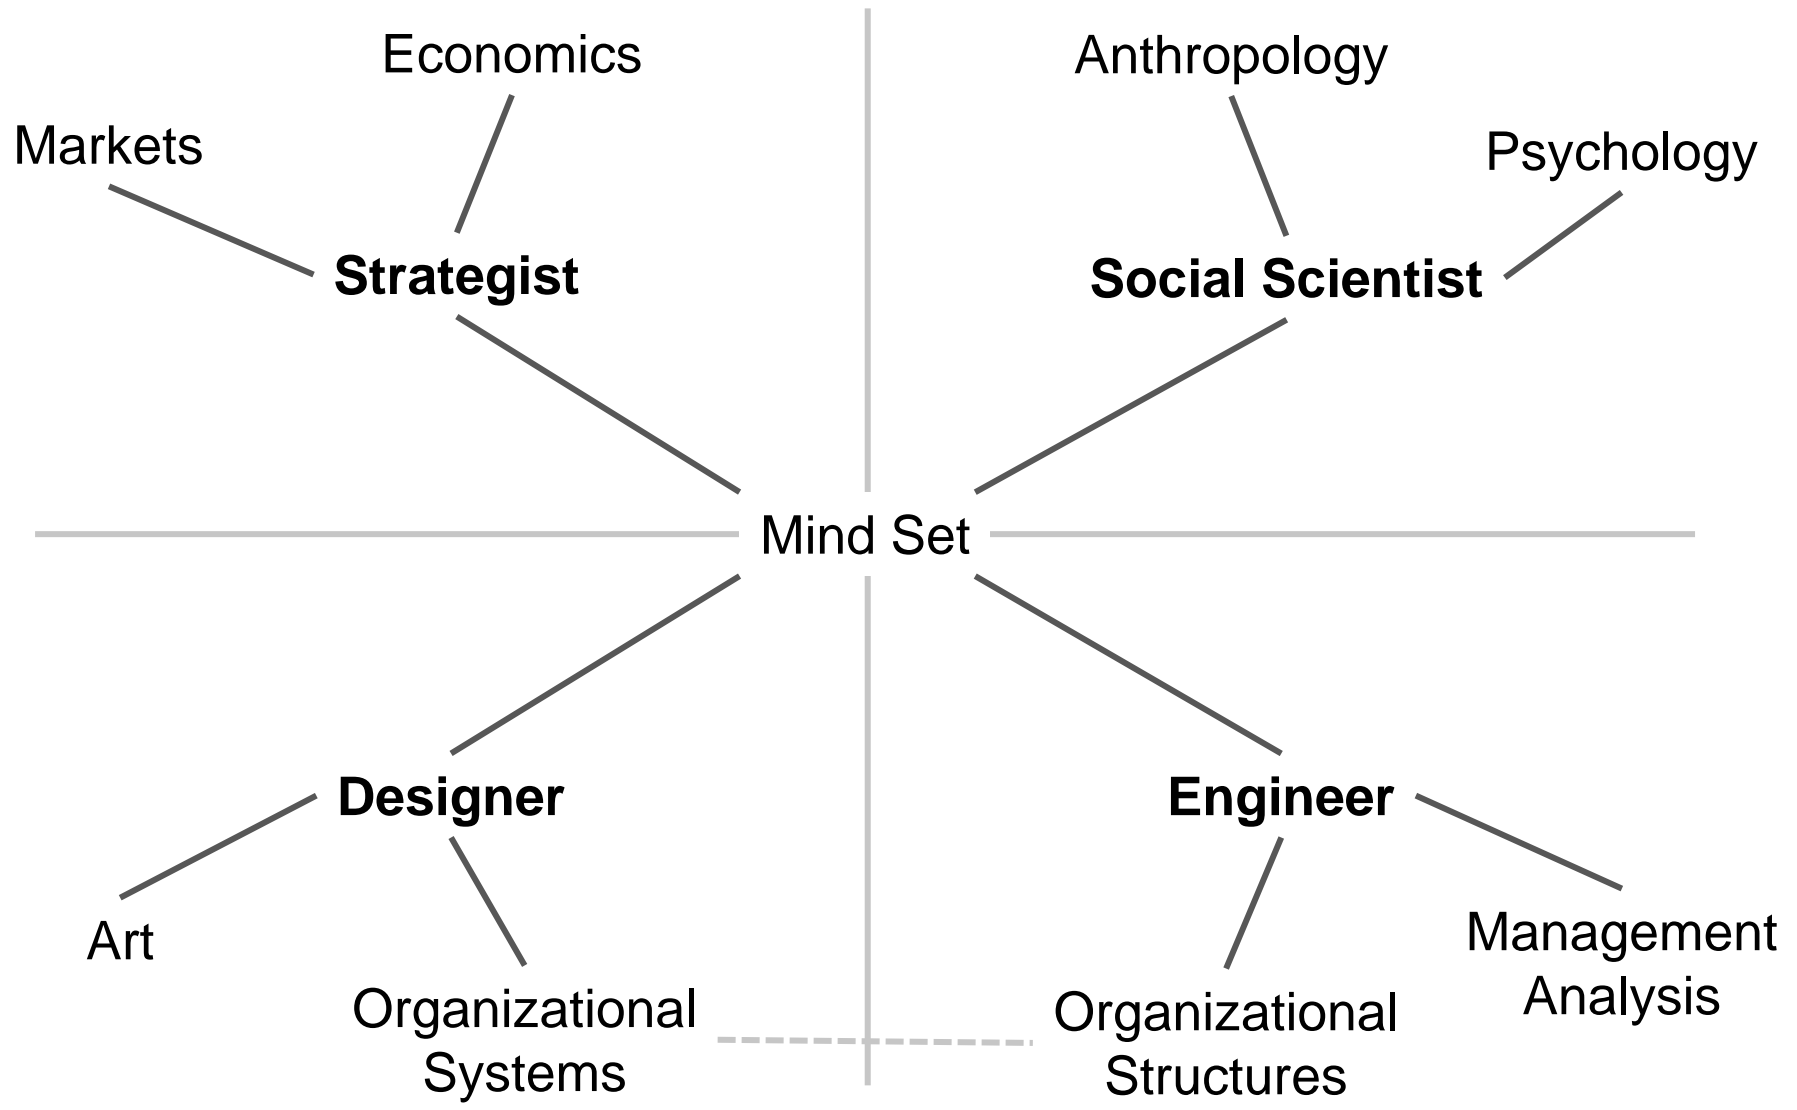 Economics
Anthropology
Markets
Psychology
Strategist
Social Scientist
Mind Set
Designer
Engineer
Art
Management
Analysis
Organizational
Systems
Organizational
Structures